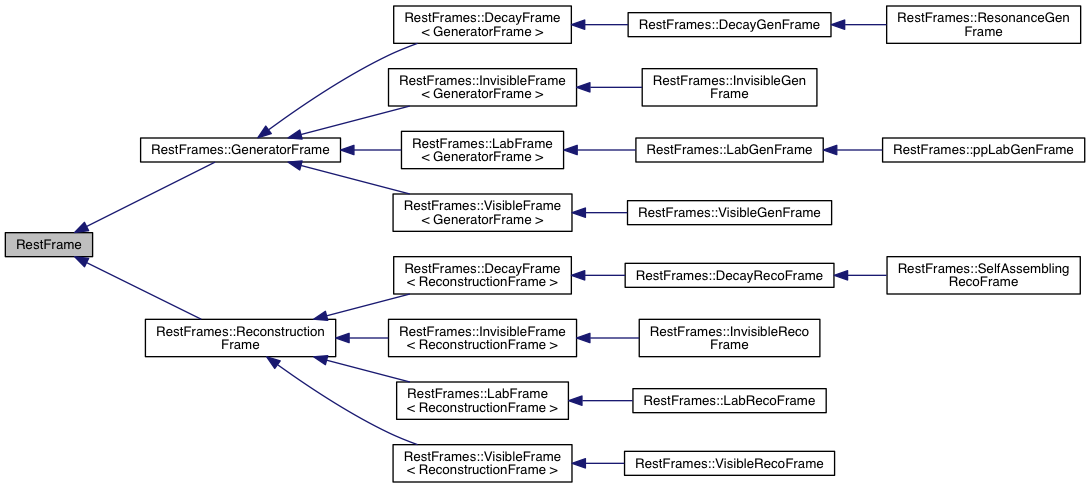 RestFrames::DecayFrame
< GeneratorFrame >
RestFrames::DecayGenFrame
RestFrames::ResonanceGen
Frame
RestFrames::InvisibleFrame
< GeneratorFrame >
RestFrames::InvisibleGen
Frame
RestFrames::GeneratorFrame
RestFrames::LabFrame
< GeneratorFrame >
RestFrames::LabGenFrame
RestFrames::ppLabGenFrame
RestFrames::VisibleFrame
< GeneratorFrame >
RestFrames::VisibleGenFrame
RestFrame
RestFrames::DecayFrame
< ReconstructionFrame >
RestFrames::DecayRecoFrame
RestFrames::SelfAssembling
RecoFrame
RestFrames::Reconstruction
Frame
RestFrames::InvisibleFrame
< ReconstructionFrame >
RestFrames::InvisibleReco
Frame
RestFrames::LabFrame
< ReconstructionFrame >
RestFrames::LabRecoFrame
RestFrames::VisibleFrame
< ReconstructionFrame >
RestFrames::VisibleRecoFrame